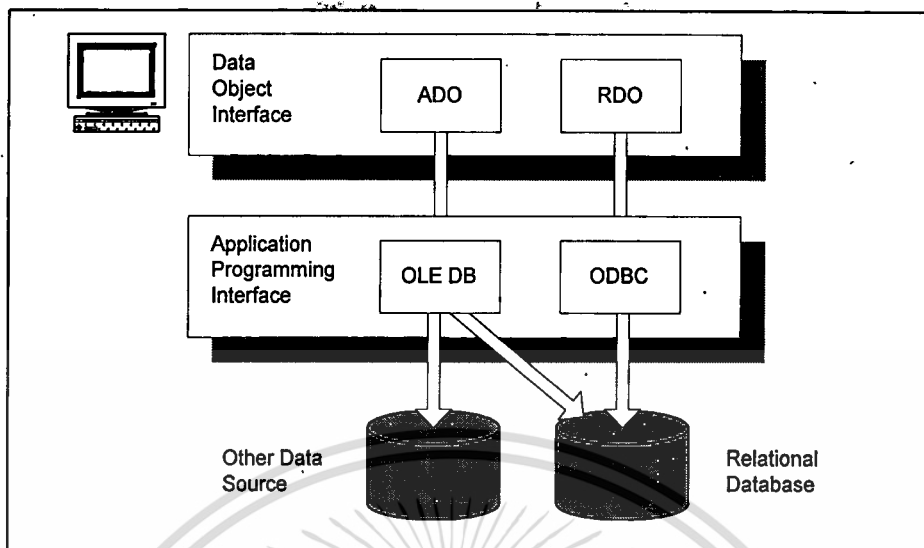 Data
Object
Interface
ADO
RDO
Application
Programming
Interface
OLE DB
ODBC
Other Data
Source
Relational
Database